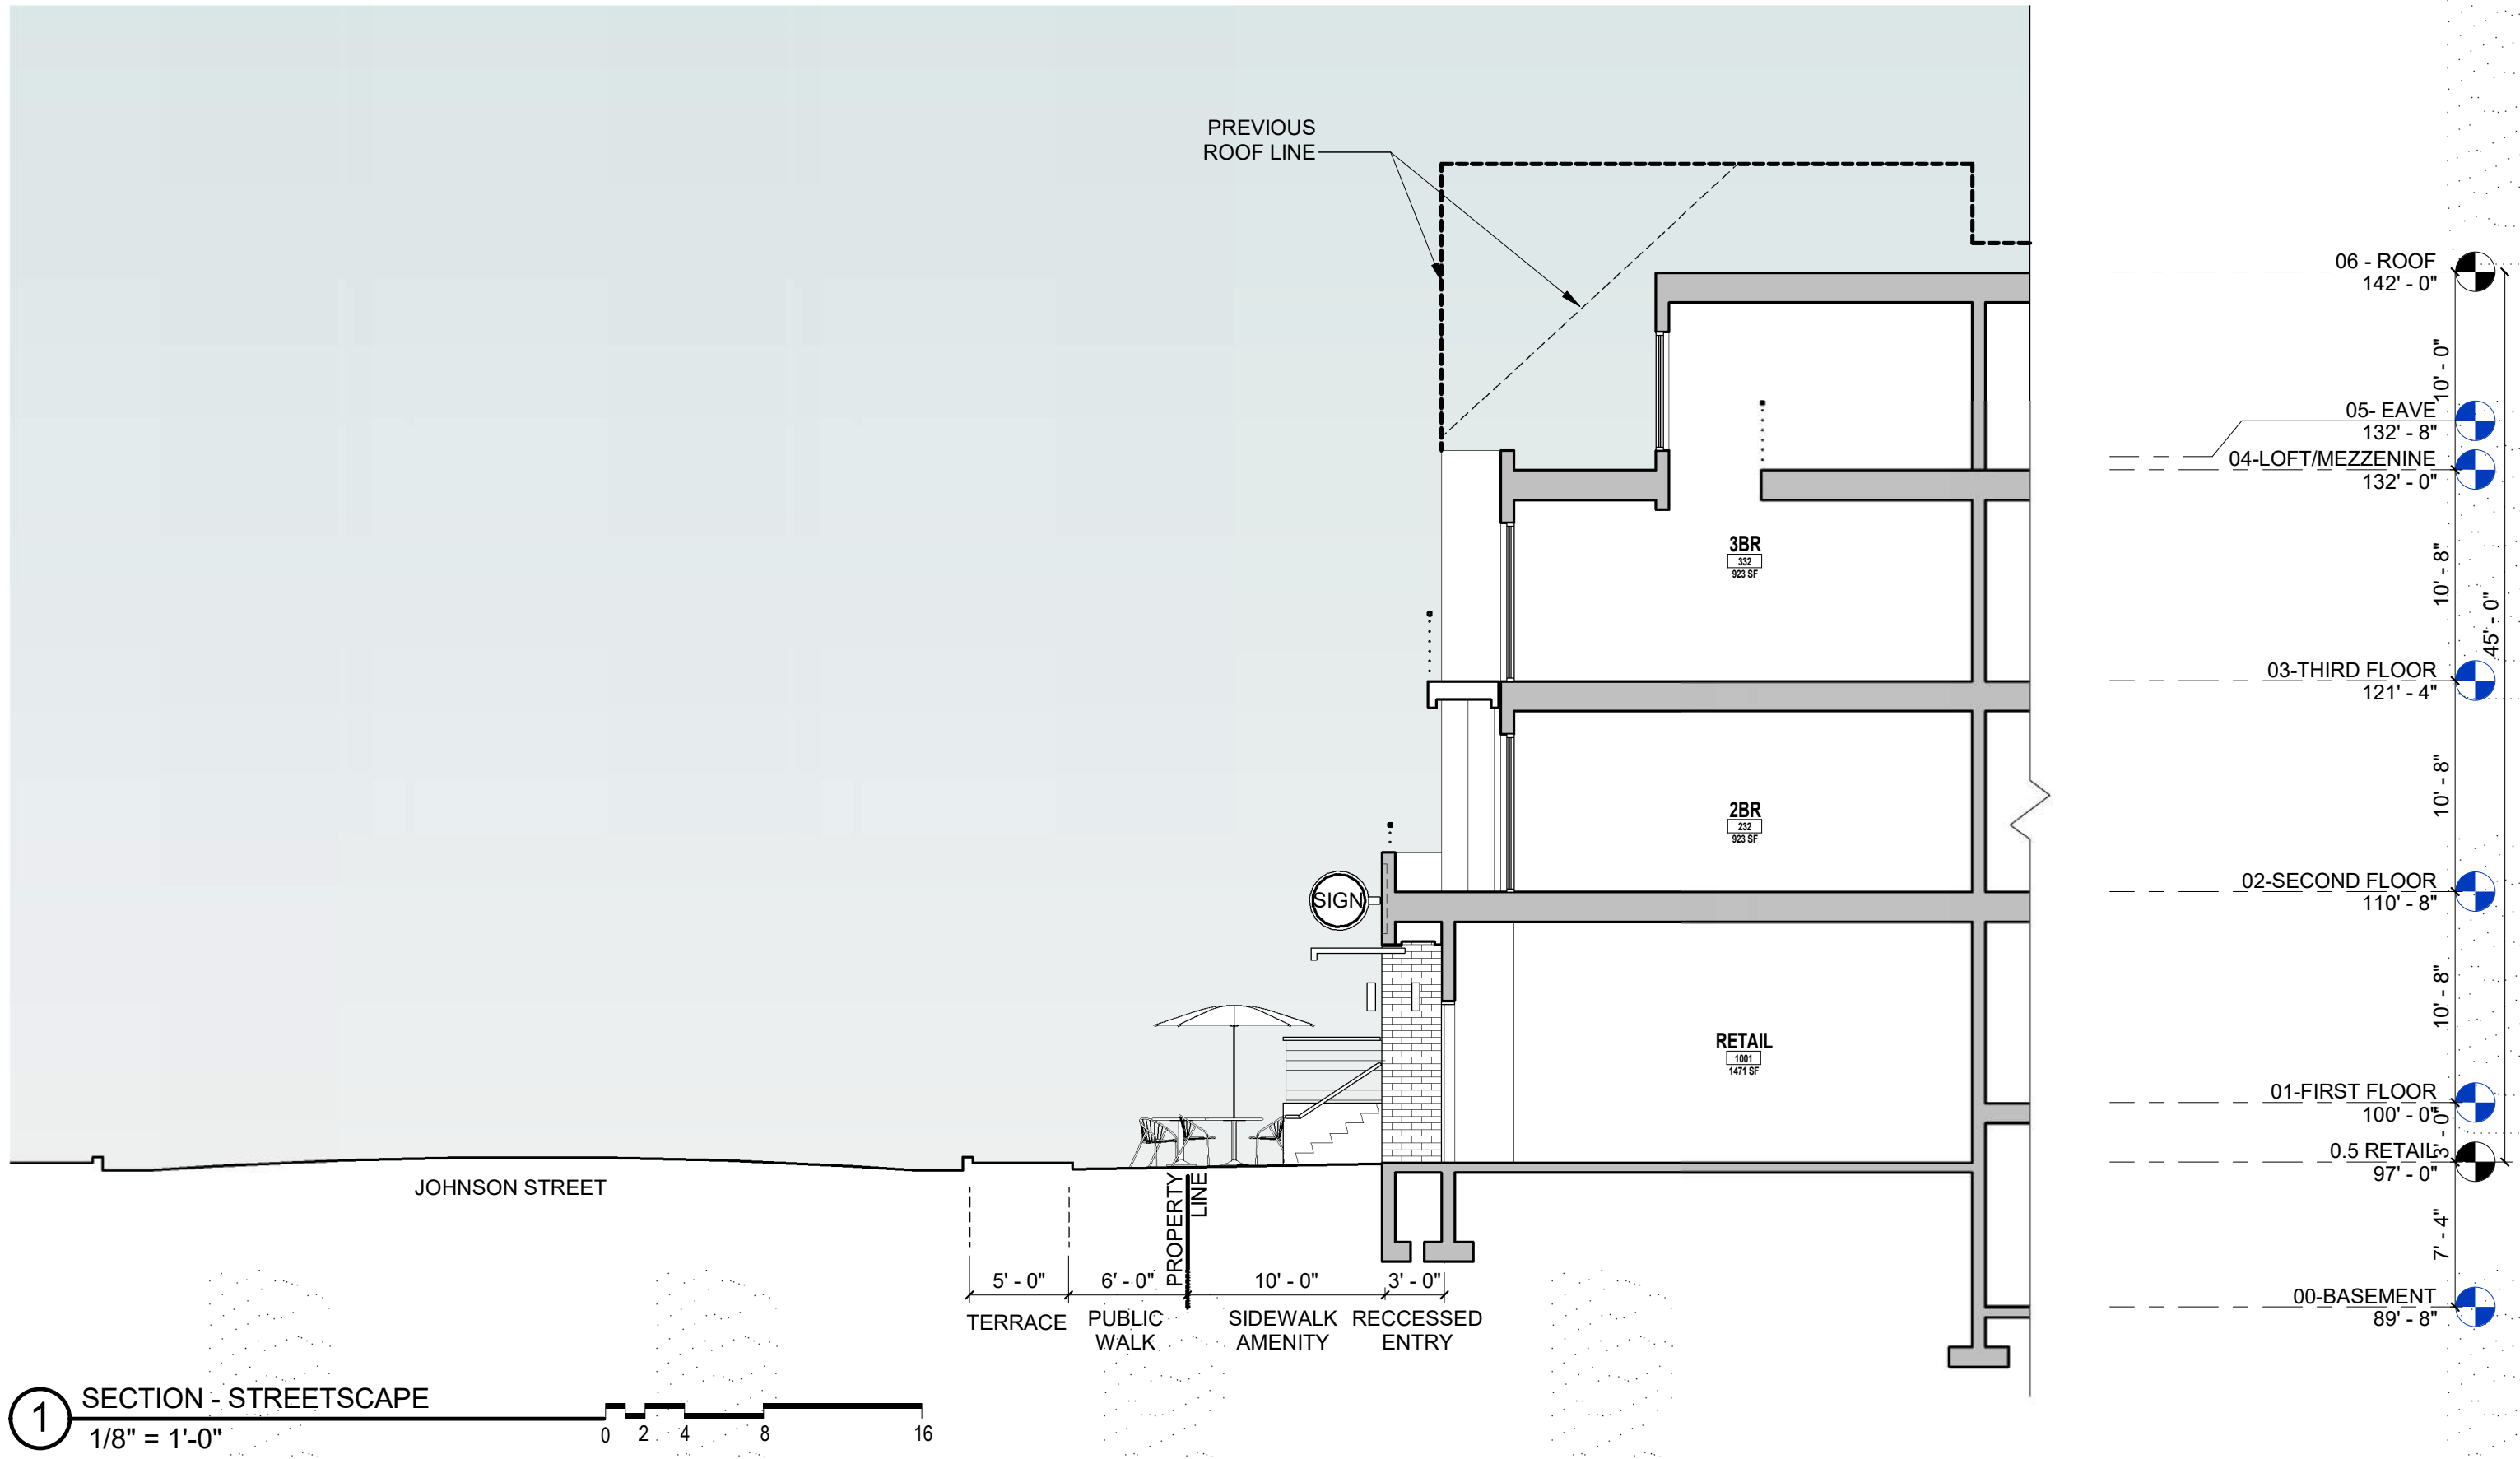 PREVIOUS
ROOF LINE
06 - ROOF
142' - 0"
10' - 0"
05- EAVE
132' - 8"
04-LOFT/MEZZENINE
132' - 0"
3BR
332
923 SF
10' - 8"
45' - 0"
03-THIRD FLOOR
121' - 4"
10' - 8"
2BR
232
923 SF
SIGN
02-SECOND FLOOR
110' - 8"
10' - 8"
RETAIL
1001
1471 SF
01-FIRST FLOOR
100' - 0"
3' - 0"
0.5 RETAIL
97' - 0"
JOHNSON STREET
PROPERTY
LINE
7' - 4"
5' - 0"
6' - 0"
10' - 0"
3' - 0"
TERRACE
PUBLIC
WALK
SIDEWALK
AMENITY
RECCESSED
ENTRY
00-BASEMENT
89' - 8"
1
SECTION - STREETSCAPE
1/8" = 1'-0"
0 2 4 8 16